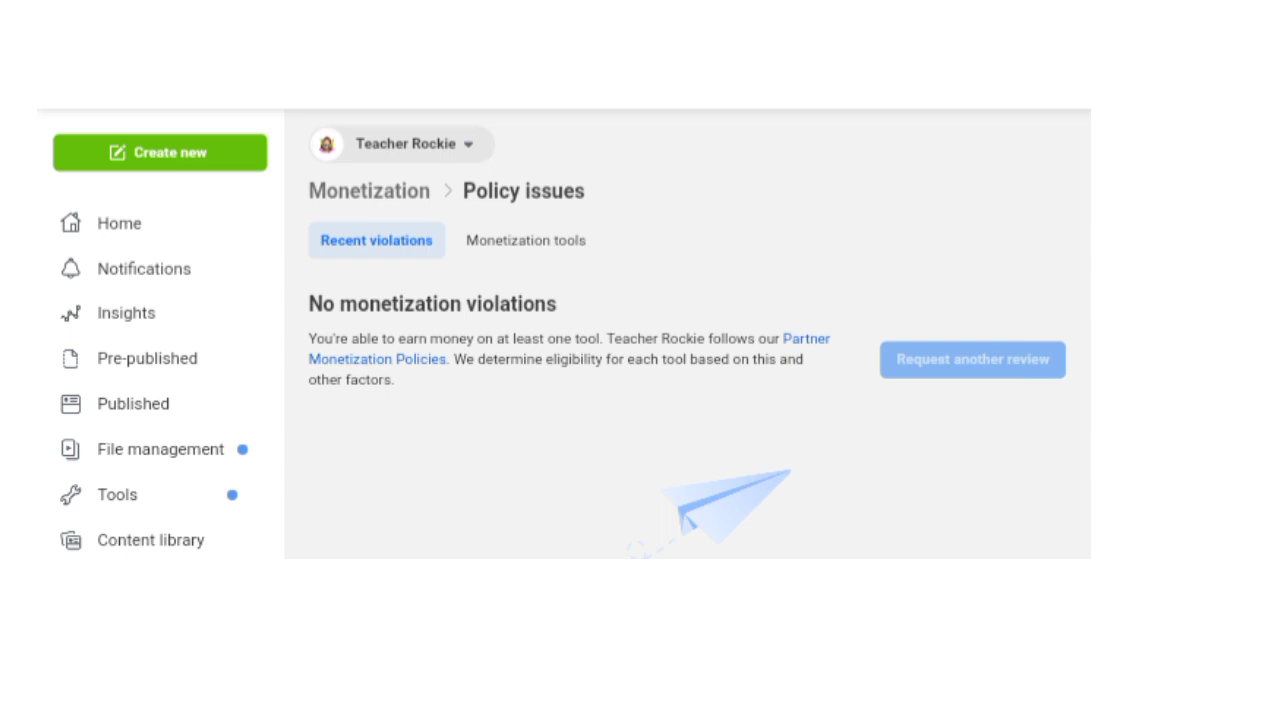 Create new
Home
Notifications
Insights
Pre-published
Published
File management
Tools
Content library
Teacher Rockie
Monetization > Policy issues
Recent violations
Monetization tools
No monetization violations
You're able to earn money on at least one tool. Teacher Rockie follows our Partner
Monetization Policies. We determine eligibility for each tool based on this and
other factors.
Request another review